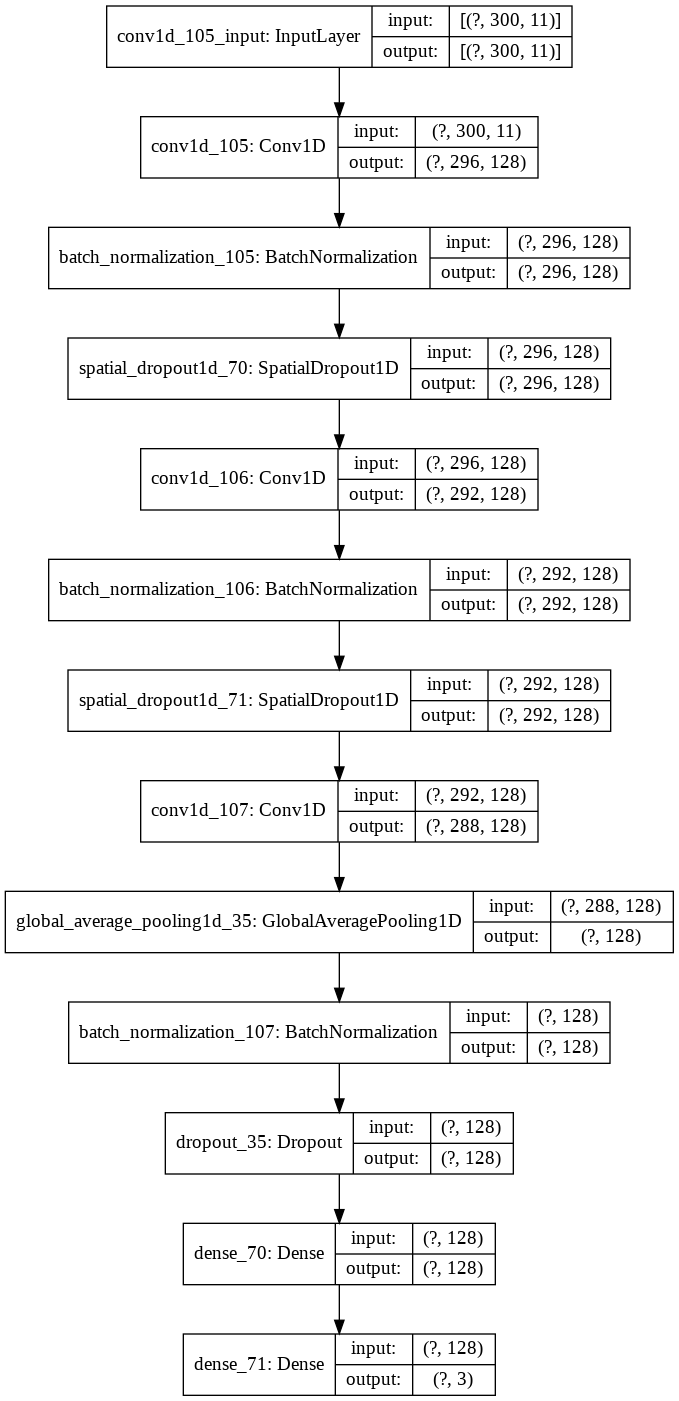 conv1d_105_input: InputLayer
input: [(?, 300, 11)]
output: [(?, 300, 11)]
conv1d_105: Conv1D
input: (?, 300, 11)
output: (?, 296, 128)
batch_normalization_105: BatchNormalization
input: (?, 296, 128)
output: (?, 296, 128)
spatial_dropout1d_70: SpatialDropout1D
input: (?, 296, 128)
output: (?, 296, 128)
conv1d_106: Conv1D
input: (?, 296, 128)
output: (?, 292, 128)
batch_normalization_106: BatchNormalization
input: (?, 292, 128)
output: (?, 292, 128)
spatial_dropout1d_71: SpatialDropout1D
input: (?, 292, 128)
output: (?, 292, 128)
conv1d_107: Conv1D
input: (?, 292, 128)
output: (?, 288, 128)
global_average_pooling1d_35: GlobalAveragePooling1D
input: (?, 288, 128)
output: (?, 128)
batch_normalization_107: BatchNormalization
input: (?, 128)
output: (?, 128)
dropout_35: Dropout
input: (?, 128)
output: (?, 128)
dense_70: Dense
input: (?, 128)
output: (?, 128)
dense_71: Dense
input: (?, 128)
output: (?, 3)